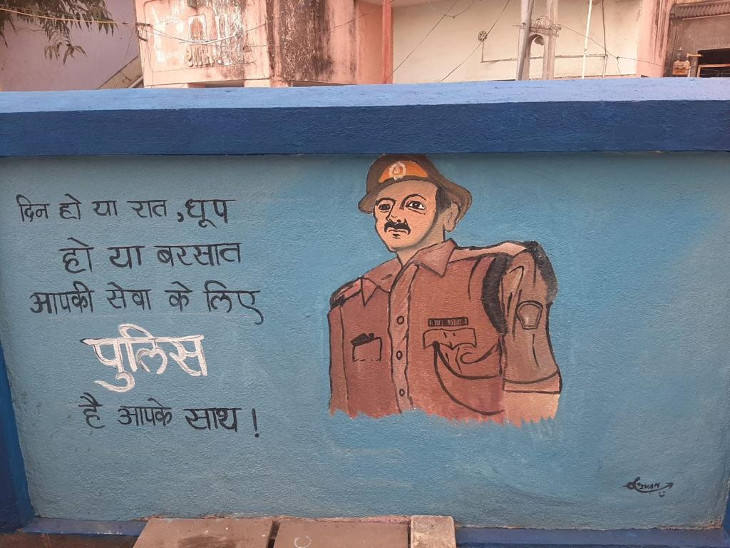 दिन हो या रात, धूप
हो या बरसात
आपकी सेवा के लिए
पुलिस
है आपके साथ!